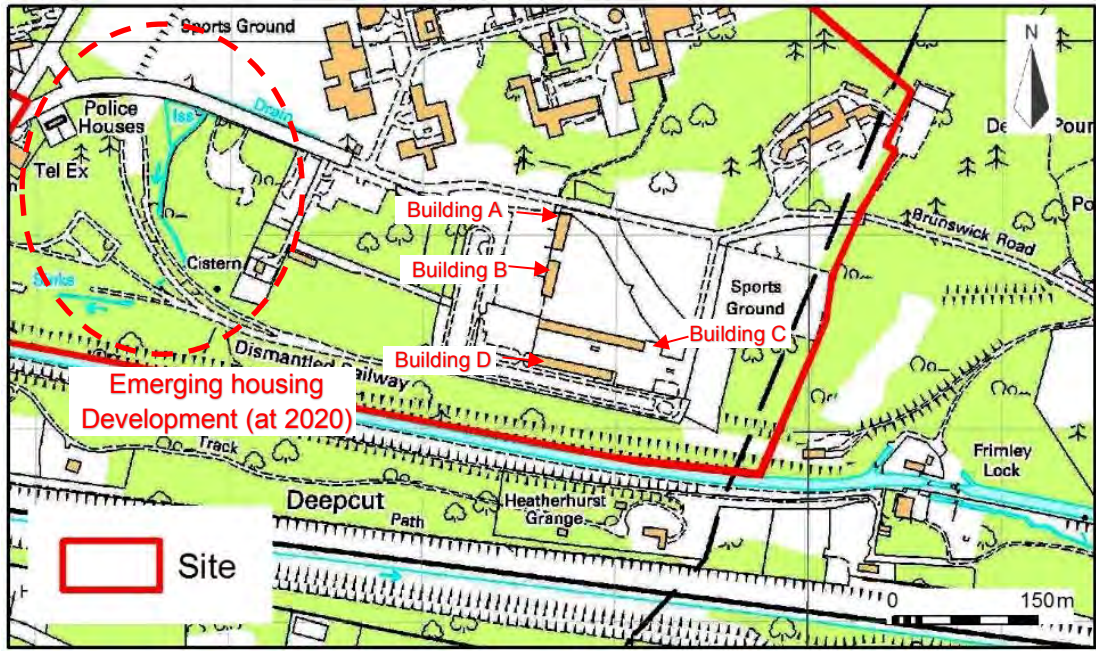 Sports Ground
N
Police
Houses
Iss
Drain
Tel Ex
Building A
Brunswick Road
Cistern
Building B
Sinks
Sports
Ground
Building C
Building D
Dismantled Railway
Emerging housing
Development (at 2020)
Track
Frimley
Lock
Deepcut
Path
Heatherhurst
Grange
Site
0 150m